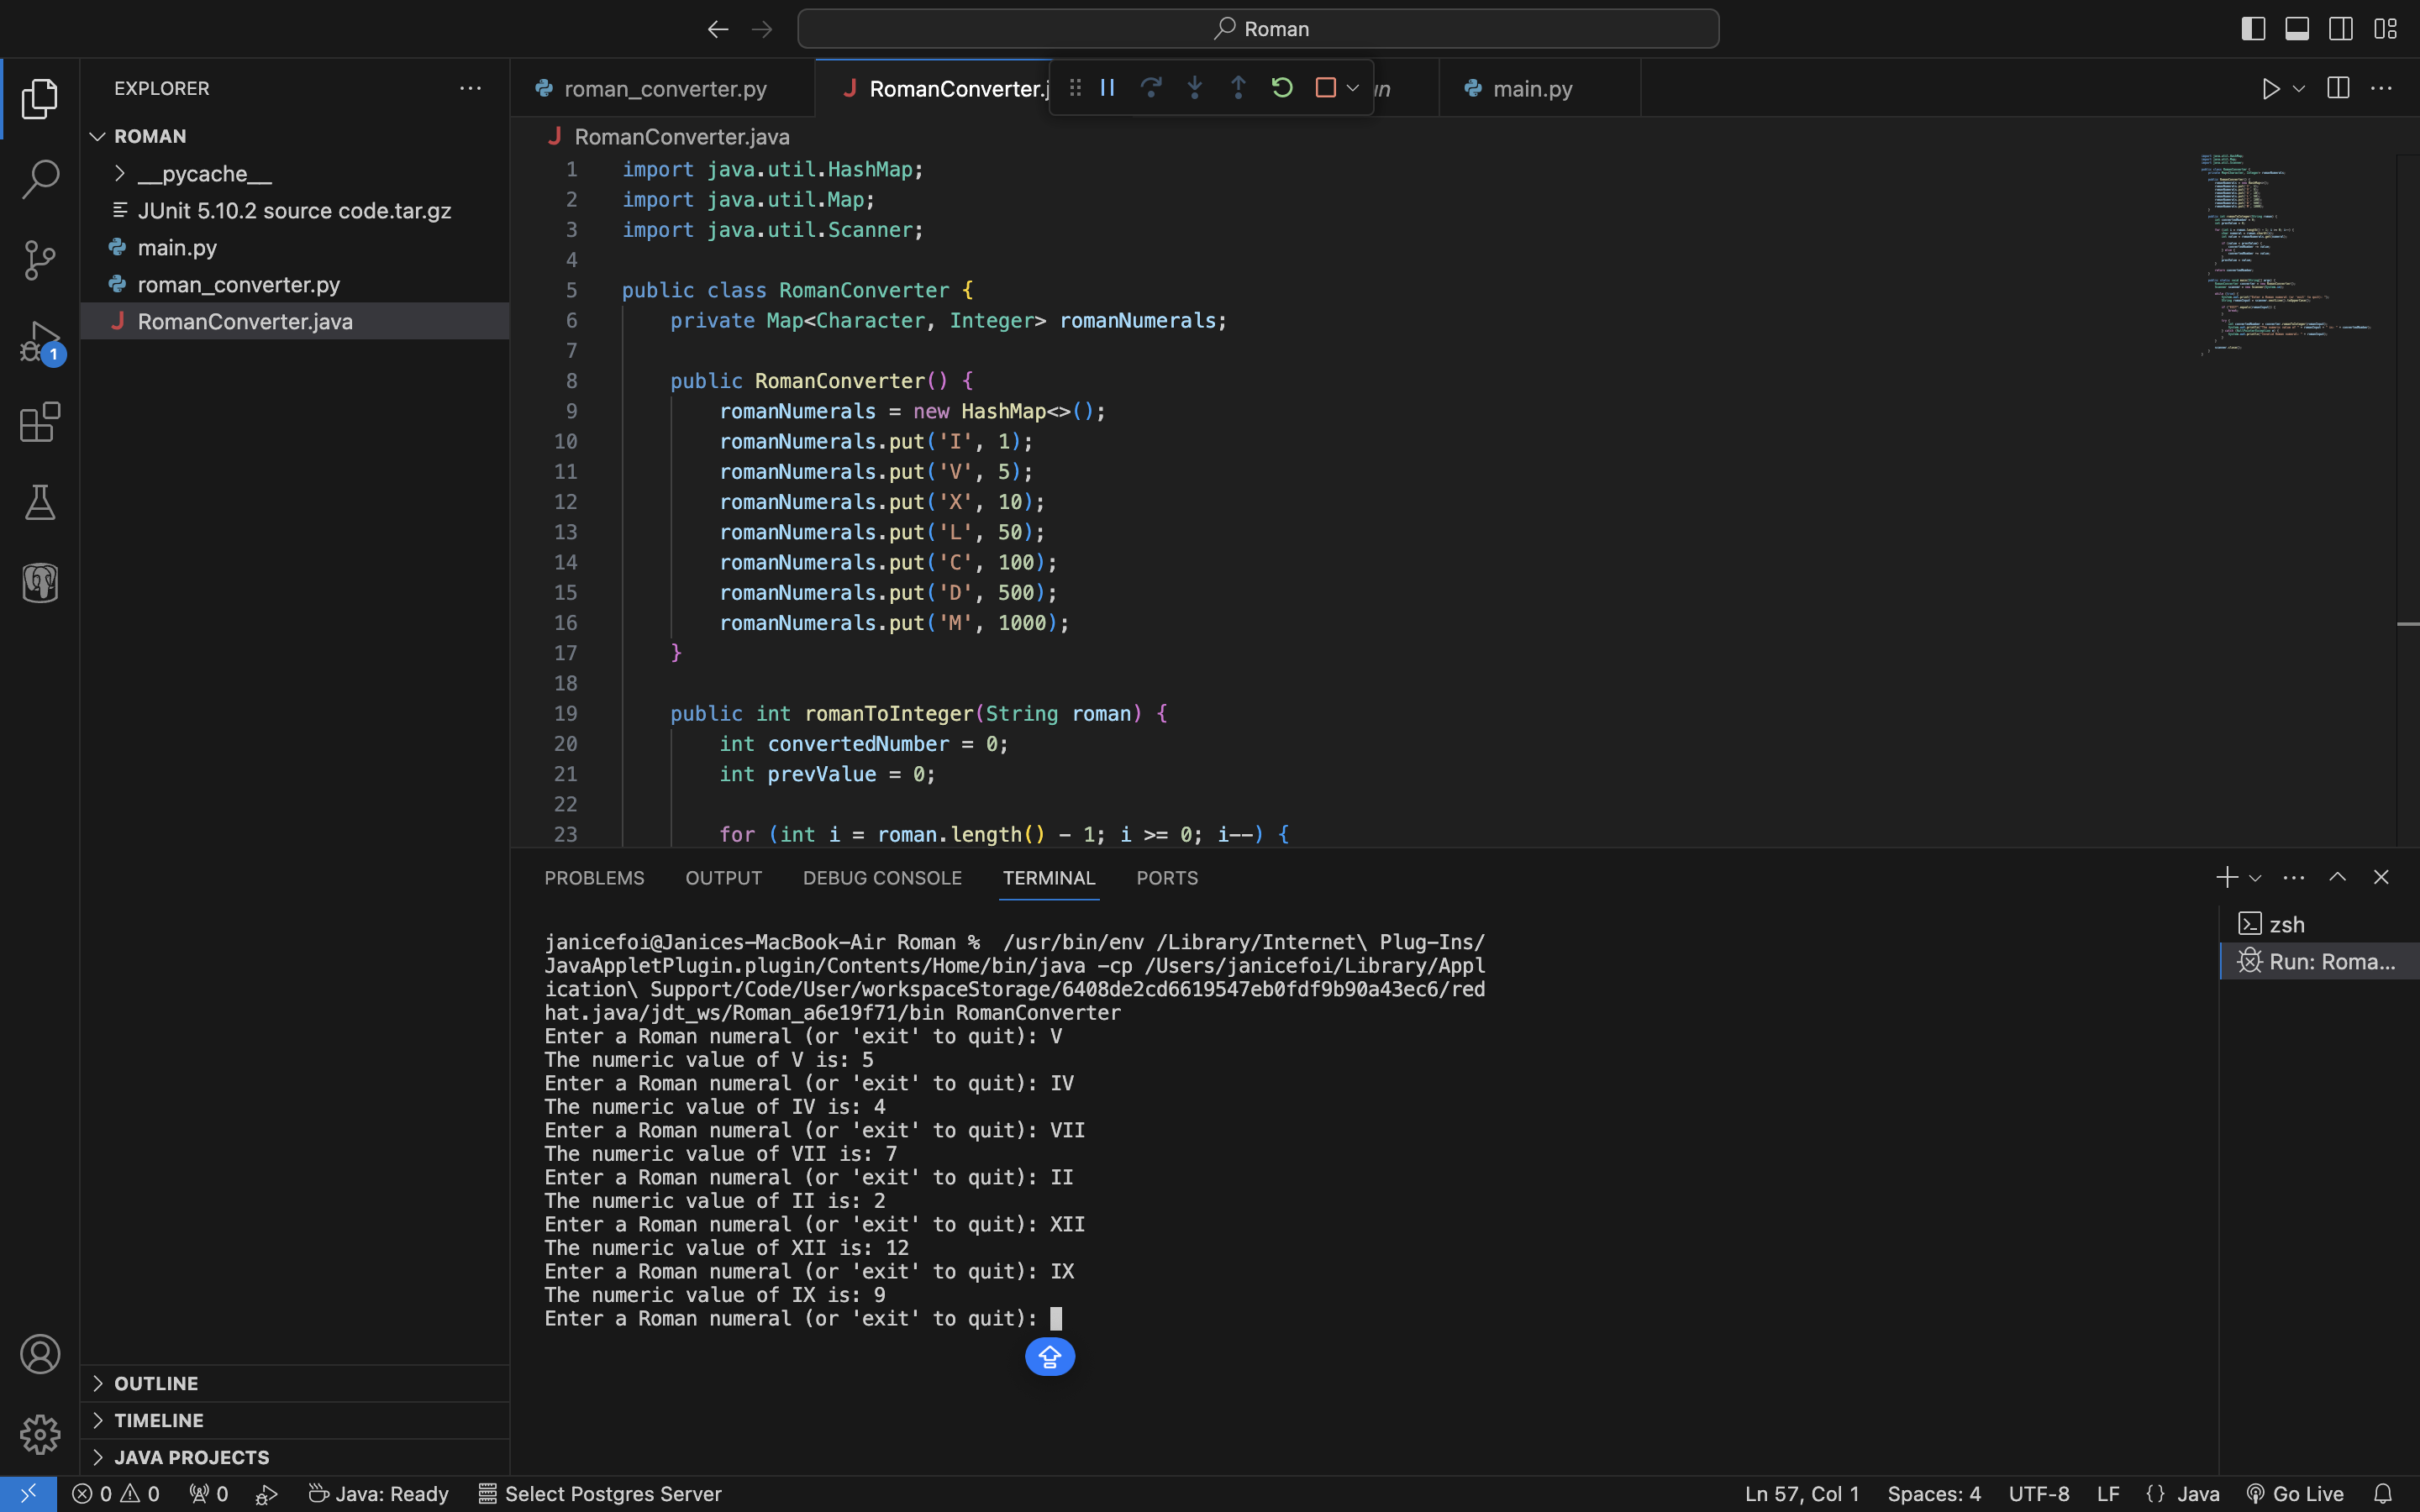 Roman
EXPLORER
ROMAN
__pycache__
JUnit 5.10.2 source code.tar.gz
main.py
roman_converter.py
RomanConverter.java
OUTLINE
TIMELINE
JAVA PROJECTS
1
roman_converter.py
RomanConverter.j
main.py
RomanConverter.java
1 import java.util.HashMap;
2 import java.util.Map;
3 import java.util.Scanner;
4
5 public class RomanConverter {
6 private Map<Character, Integer> romanNumerals;
7
8 public RomanConverter() {
9 romanNumerals = new HashMap<>();
10 romanNumerals.put('I', 1);
11 romanNumerals.put('V', 5);
12 romanNumerals.put('X', 10);
13 romanNumerals.put('L', 50);
14 romanNumerals.put('C', 100);
15 romanNumerals.put('D', 500);
16 romanNumerals.put('M', 1000);
17 }
18
19 public int romanToInteger(String roman) {
20 int convertedNumber = 0;
21 int prevValue = 0;
22
23 for (int i = roman.length() - 1; i >= 0; i--) {
PROBLEMS OUTPUT DEBUG CONSOLE TERMINAL PORTS
janicefoi@Janices-MacBook-Air Roman %  /usr/bin/env /Library/Internet\ Plug-Ins/
JavaAppletPlugin.plugin/Contents/Home/bin/java -cp /Users/janicefoi/Library/Appl
ication\ Support/Code/User/workspaceStorage/6408de2cd6619547eb0fdf9b90a43ec6/red
hat.java/jdt_ws/Roman_a6e19f71/bin RomanConverter
Enter a Roman numeral (or 'exit' to quit): V
The numeric value of V is: 5
Enter a Roman numeral (or 'exit' to quit): IV
The numeric value of IV is: 4
Enter a Roman numeral (or 'exit' to quit): VII
The numeric value of VII is: 7
Enter a Roman numeral (or 'exit' to quit): II
The numeric value of II is: 2
Enter a Roman numeral (or 'exit' to quit): XII
The numeric value of XII is: 12
Enter a Roman numeral (or 'exit' to quit): IX
The numeric value of IX is: 9
Enter a Roman numeral (or 'exit' to quit):
zsh
Run: Roma...
0 0 0 Java: Ready Select Postgres Server Ln 57, Col 1 Spaces: 4 UTF-8 LF {} Java Go Live